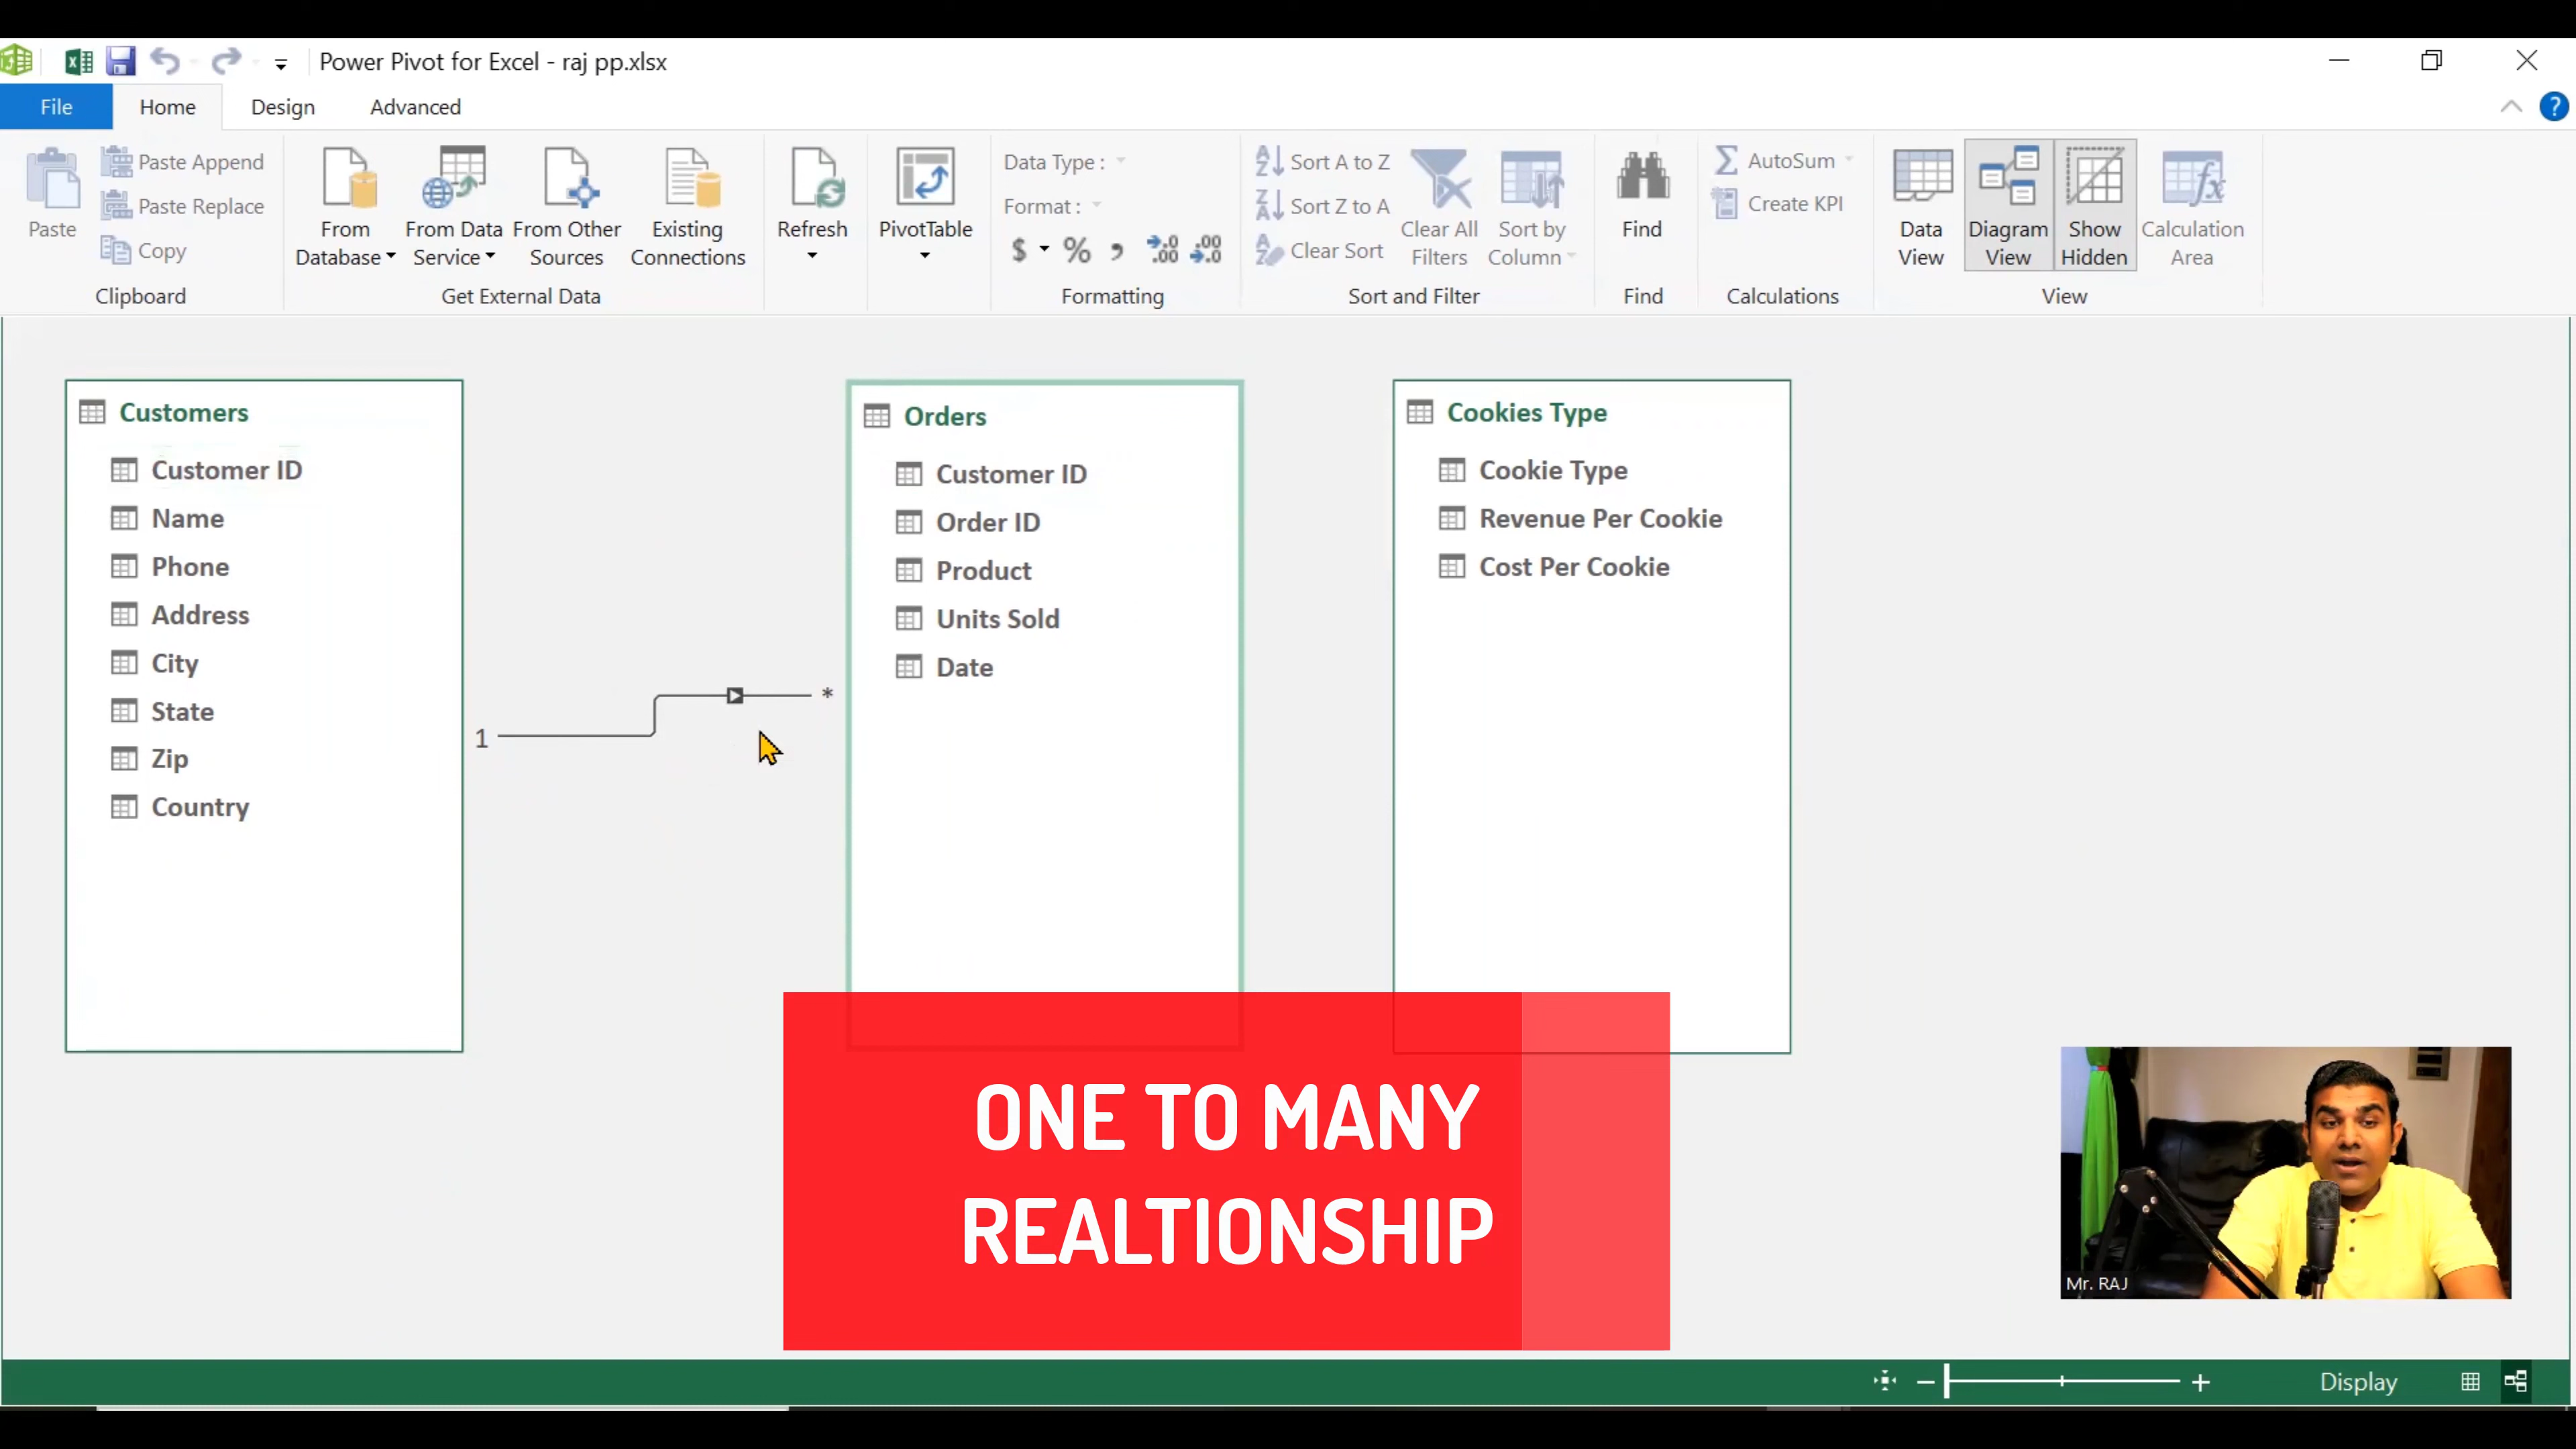 Power Pivot for Excel - raj pp.xlsx
File Home Design Advanced
Paste
Paste Append
Paste Replace
Copy
Clipboard
From Database
From Data Service
From Other Sources
Existing Connections
Get External Data
Refresh
PivotTable
Data Type :
Format :
$ % , .0 .00 .00 .0
Formatting
Sort A to Z
Sort Z to A
Clear Sort
Clear All Filters
Sort by Column
Sort and Filter
Find
Find
AutoSum
Create KPI
Calculations
Data View
Diagram View
Show Hidden
Calculation Area
View
Customers
Customer ID
Name
Phone
Address
City
State
Zip
Country
1
*
Orders
Customer ID
Order ID
Product
Units Sold
Date
Cookies Type
Cookie Type
Revenue Per Cookie
Cost Per Cookie
ONE TO MANY
REALTIONSHIP
Mr. RAJ
Display